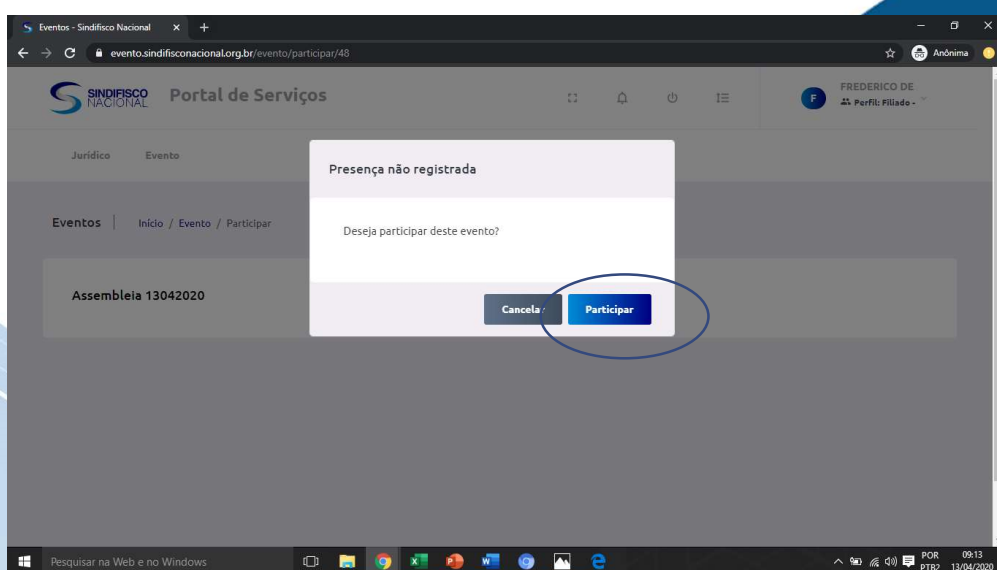 Eventos - Sindifisco Nacional
evento.sindifisconacional.org.br/evento/participar/48
Anônima
SINDIFISCO
NACIONAL
Portal de Serviços
F
FREDERICO DE
Perfil: Filiado -
Jurídico Evento
Presença não registrada
Eventos | Início / Evento / Participar
Deseja participar deste evento?
Assembleia 13042020
Cancelar Participar
Pesquisar na Web e no Windows
POR 09:13
PTB2 13/04/2020